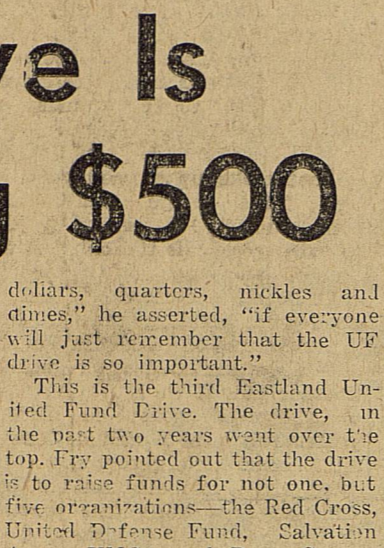 ve Is
g $500
dollars, quarters, nickles and
dimes," he asserted, "if everyone
will just remember that the UF
drive is so important."
This is the third Eastland Un-
ited Fund Drive. The drive, in
the past two years went over the
top. Fry pointed out that the drive
is to raise funds for not one, but
five organizations—the Red Cross,
United Defense Fund, Salvation